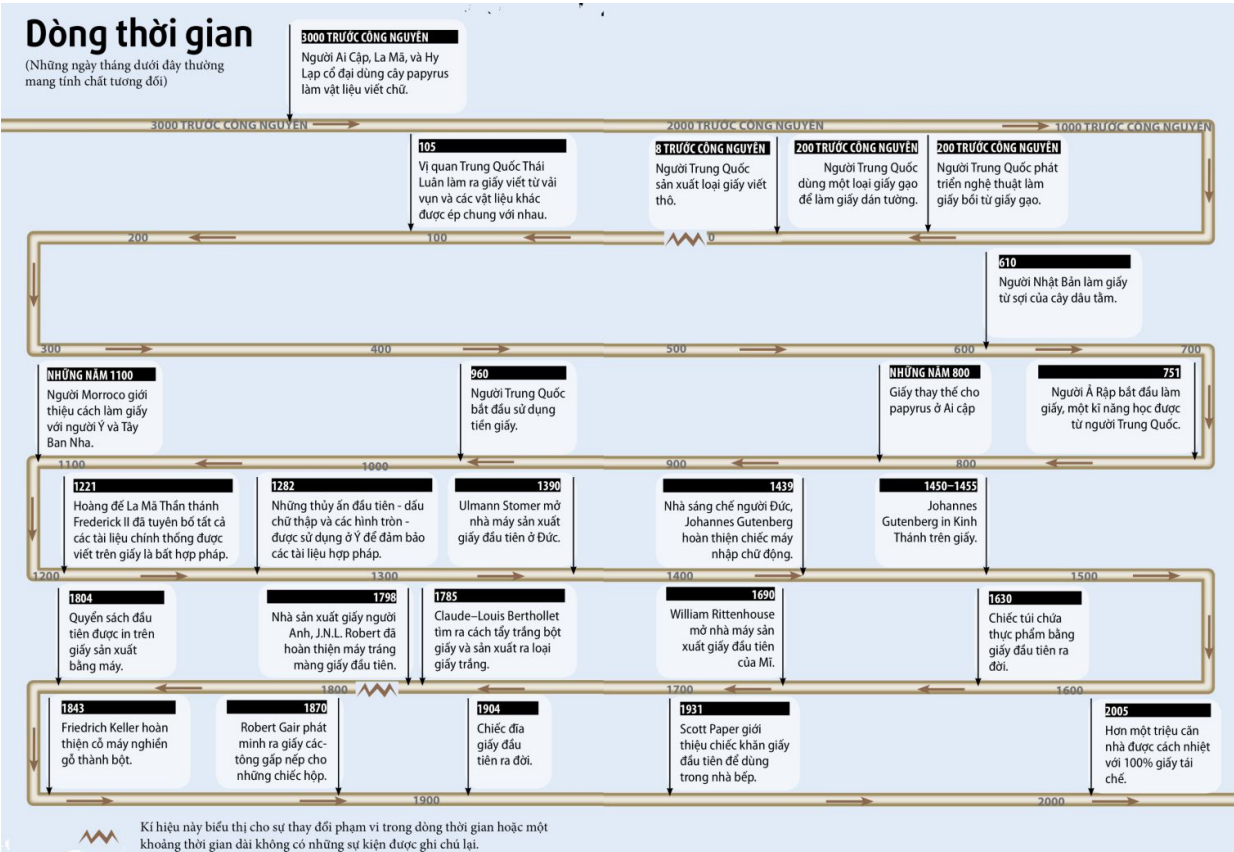 Dòng thời gian
(Những ngày tháng dưới đây thường
mang tính chất tương đối)
3000 TRƯỚC CÔNG NGUYÊN
Người Ai Cập, La Mã, và Hy
Lạp cổ đại dùng cây papyrus
làm vật liệu viết chữ.
3000 TRƯỚC CÔNG NGUYÊN
2000 TRƯỚC CÔNG NGUYÊN
1000 TRƯỚC CÔNG NGUYÊN
105
Vị quan Trung Quốc Thái
Luân làm ra giấy viết từ vải
vụn và các vật liệu khác
được ép chung với nhau.
8 TRƯỚC CÔNG NGUYÊN
Người Trung Quốc
sản xuất loại giấy viết
thô.
200 TRƯỚC CÔNG NGUYÊN
Người Trung Quốc
dùng một loại giấy gạo
để làm giấy dán tường.
200 TRƯỚC CÔNG NGUYÊN
Người Trung Quốc phát
triển nghệ thuật làm
giấy bồi từ giấy gạo.
200
100
0
610
Người Nhật Bản làm giấy
từ sợi của cây dâu tằm.
300
400
500
600
700
NHỮNG NĂM 1100
Người Morroco giới
thiệu cách làm giấy
với người Ý và Tây
Ban Nha.
960
Người Trung Quốc
bắt đầu sử dụng
tiền giấy.
NHỮNG NĂM 800
Giấy thay thế cho
papyrus ở Ai cập
751
Người Ả Rập bắt đầu làm
giấy, một kĩ năng học được
từ người Trung Quốc.
1100
1000
900
800
1221
Hoàng đế La Mã Thần thánh
Frederick II đã tuyên bố tất cả
các tài liệu chính thống được
viết trên giấy là bất hợp pháp.
1282
Những thủy ấn đầu tiên - dấu
chữ thập và các hình tròn -
được sử dụng ở Ý để đảm bảo
các tài liệu hợp pháp.
1390
Ulmann Stomer mở
nhà máy sản xuất
giấy đầu tiên ở Đức.
1439
Nhà sáng chế người Đức,
Johannes Gutenberg
hoàn thiện chiếc máy
nhập chữ động.
1450–1455
Johannes
Gutenberg in Kinh
Thánh trên giấy.
1200
1300
1400
1500
1804
Quyển sách đầu
tiên được in trên
giấy sản xuất
bằng máy.
1798
Nhà sản xuất giấy người
Anh, J.N.L. Robert đã
hoàn thiện máy tráng
màng giấy đầu tiên.
1785
Claude–Louis Berthollet
tìm ra cách tẩy trắng bột
giấy và sản xuất ra loại
giấy trắng.
1690
William Rittenhouse
mở nhà máy sản
xuất giấy đầu tiên
của Mĩ.
1630
Chiếc túi chứa
thực phẩm bằng
giấy đầu tiên ra
đời.
1800
1700
1600
1843
Friedrich Keller hoàn
thiện cỗ máy nghiền
gỗ thành bột.
1870
Robert Gair phát
minh ra giấy các-
tông gấp nếp cho
những chiếc hộp.
1904
Chiếc đĩa
giấy đầu
tiên ra đời.
1931
Scott Paper giới
thiệu chiếc khăn giấy
đầu tiên để dùng
trong nhà bếp.
2005
Hơn một triệu căn
nhà được cách nhiệt
với 100% giấy tái
chế.
1900
2000
Kí hiệu này biểu thị cho sự thay đổi phạm vi trong dòng thời gian hoặc một
khoảng thời gian dài không có những sự kiện được ghi chú lại.